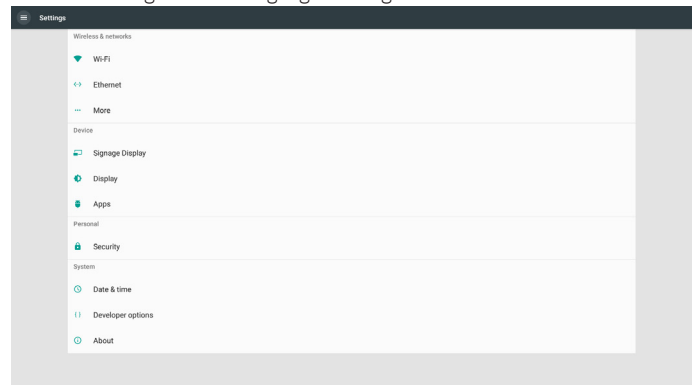 Settings
Wireless & networks
Wi-Fi
Ethernet
More
Device
Signage Display
Display
Apps
Personal
Security
System
Date & time
Developer options
About